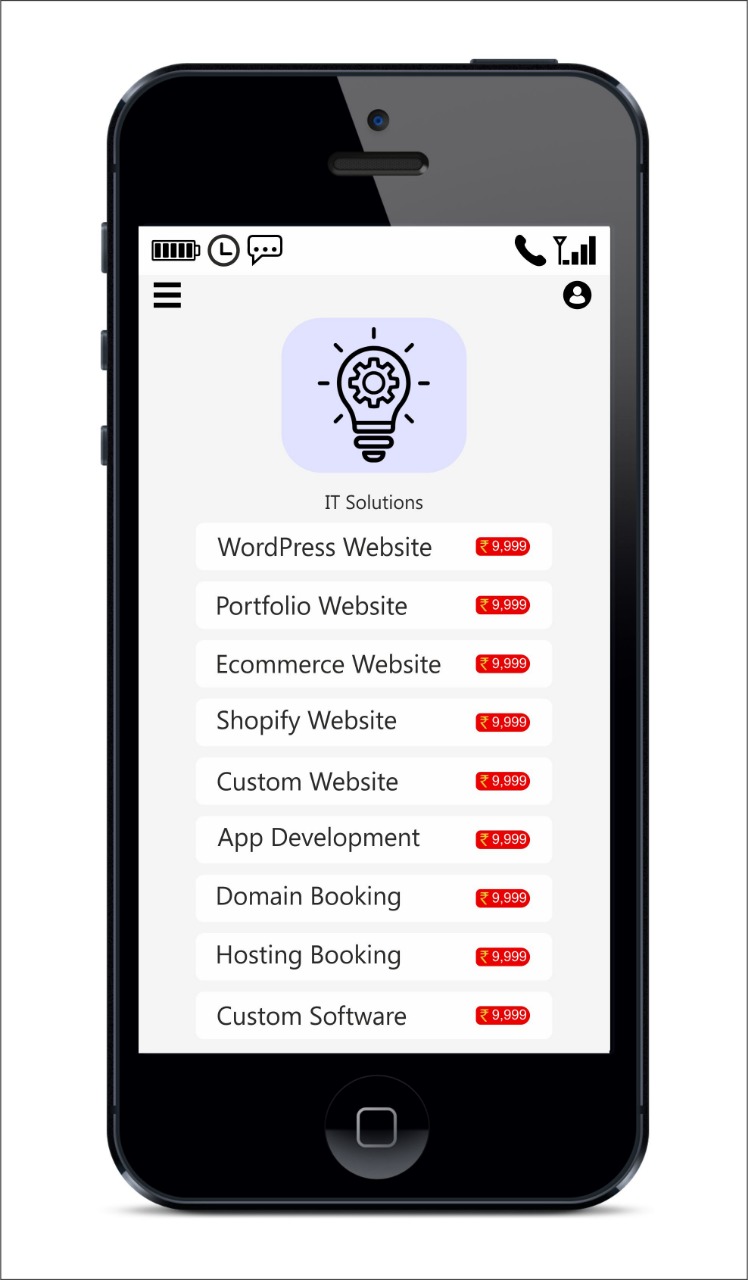 IT Solutions
WordPress Website ₹ 9,999
Portfolio Website ₹ 9,999
Ecommerce Website ₹ 9,999
Shopify Website ₹ 9,999
Custom Website ₹ 9,999
App Development ₹ 9,999
Domain Booking ₹ 9,999
Hosting Booking ₹ 9,999
Custom Software ₹ 9,999